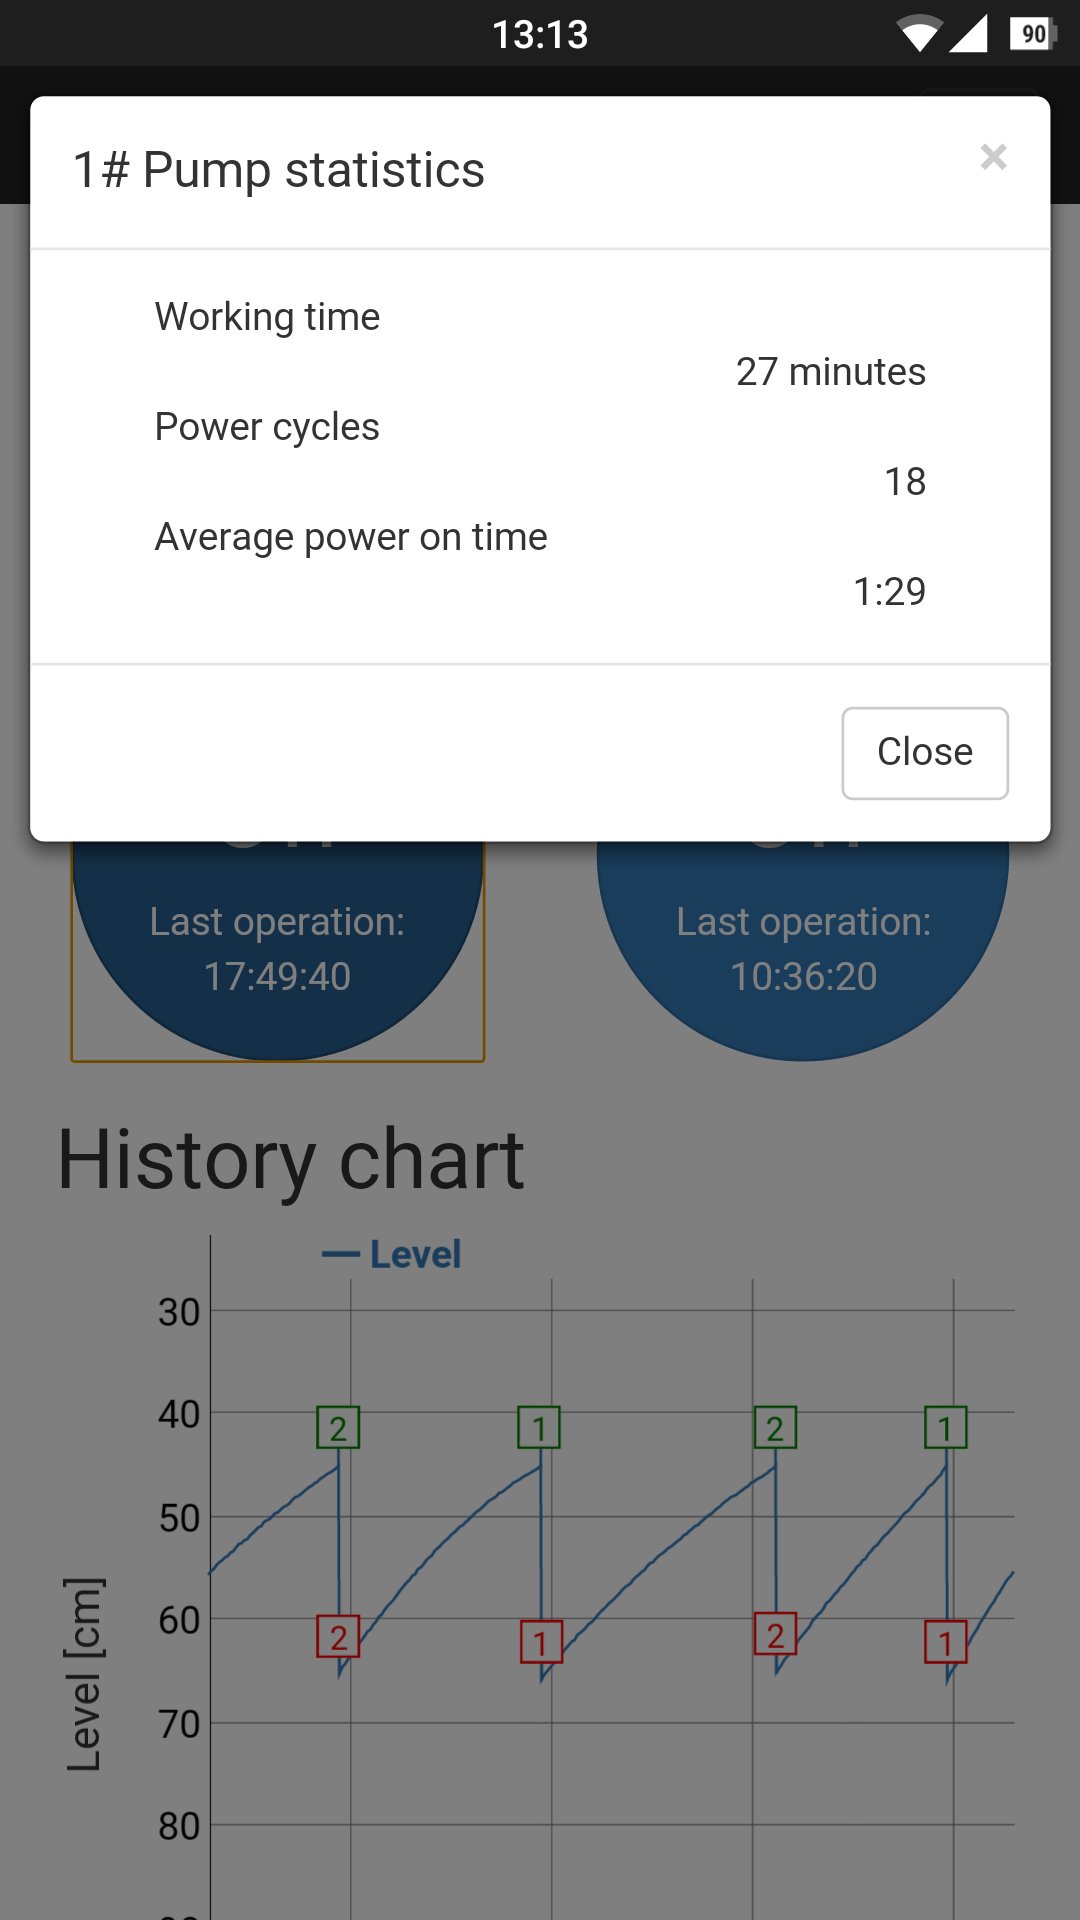 13:13
90
1# Pump statistics
×
Working time
27 minutes
Power cycles
18
Average power on time
1:29
Close
Last operation:
17:49:40
Last operation:
10:36:20
History chart
Level
30
40
50
60
70
80
Level [cm]
2
1
2
1
2
1
2
1